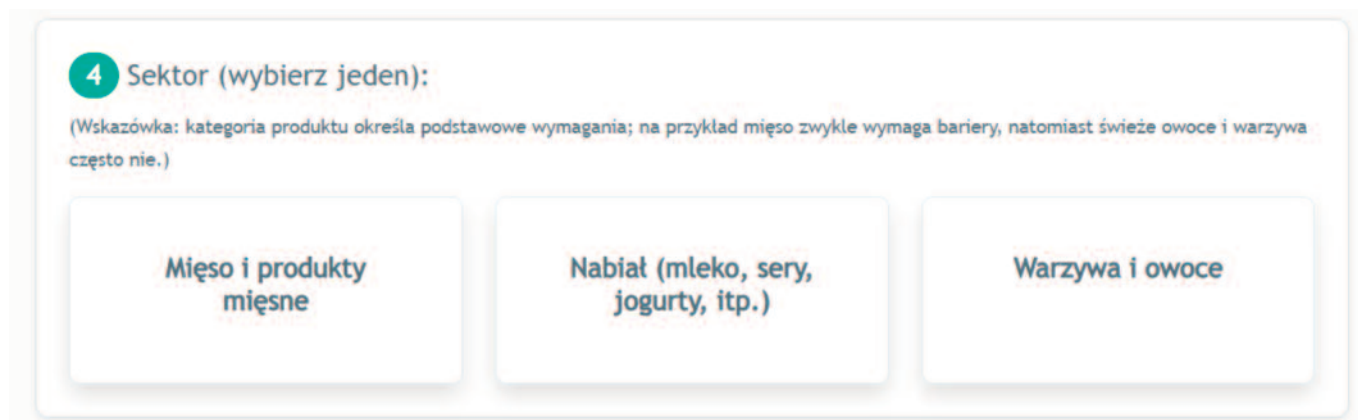 4 Sektor (wybierz jeden):
(Wskazówka: kategoria produktu określa podstawowe wymagania; na przykład mięso zwykle wymaga bariery, natomiast świeże owoce i warzywa
często nie.)
Mięso i produkty
mięsne
Nabiał (mleko, sery,
jogurty, itp.)
Warzywa i owoce